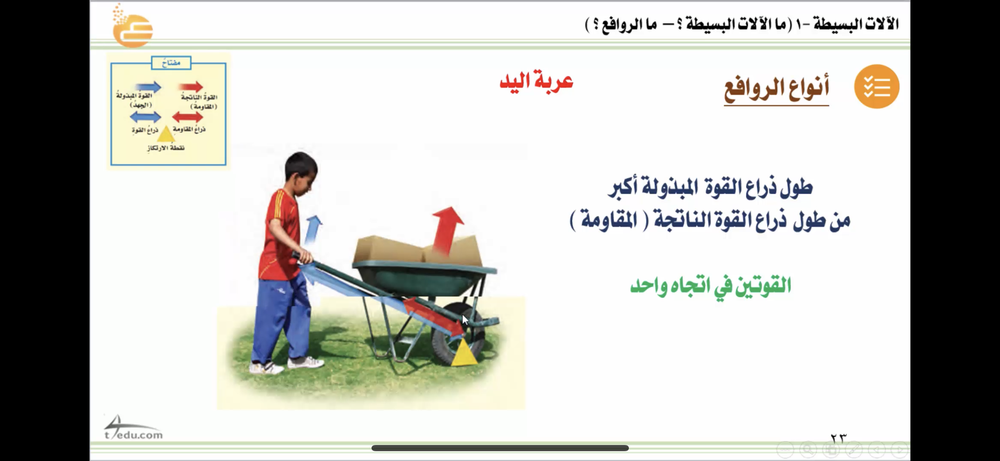 الآلات البسيطة -١ (ما الآلات البسيطة ؟ – ما الروافع ؟ )
أنواع الروافع
عربة اليد
مفتاح
القوةُ الناتجةُ
(المقاومةُ)
القوةُ المبذولةُ
(الجهدُ)
ذراعُ المقاومةِ
ذراعُ القوةِ
نقطةُ الارتكازِ
طول ذراع القوة المبذولة أكبر
من طول ذراع القوة الناتجة ( المقاومة )
القوتين في اتجاه واحد
t4edu.com
٢٣